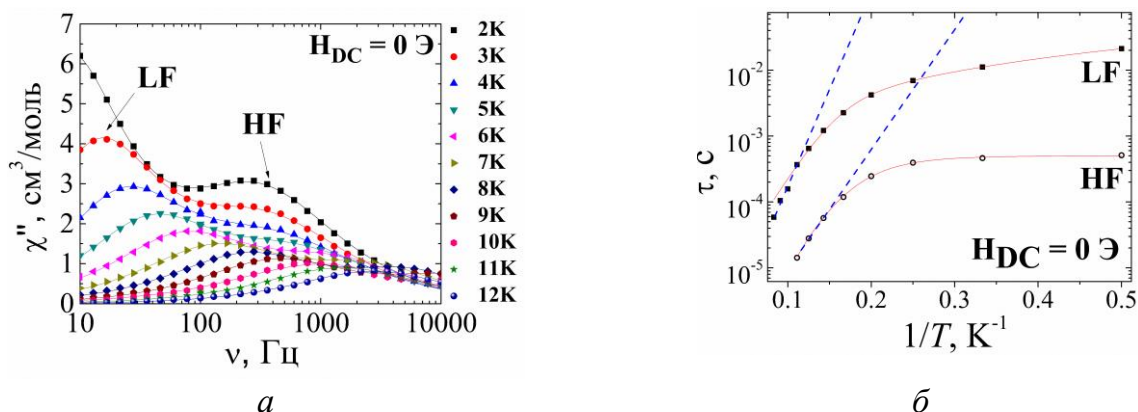 7
6
5
4
3
2
1
0
χ'', см³/моль
H_DC = 0 Э
LF
HF
2K
3K
4K
5K
6K
7K
8K
9K
10K
11K
12K
10 100 1000 10000
ν, Гц
а
10⁻²
10⁻³
10⁻⁴
10⁻⁵
τ, с
LF
HF
H_DC = 0 Э
0.1 0.2 0.3 0.4 0.5
1/T, K⁻¹
б